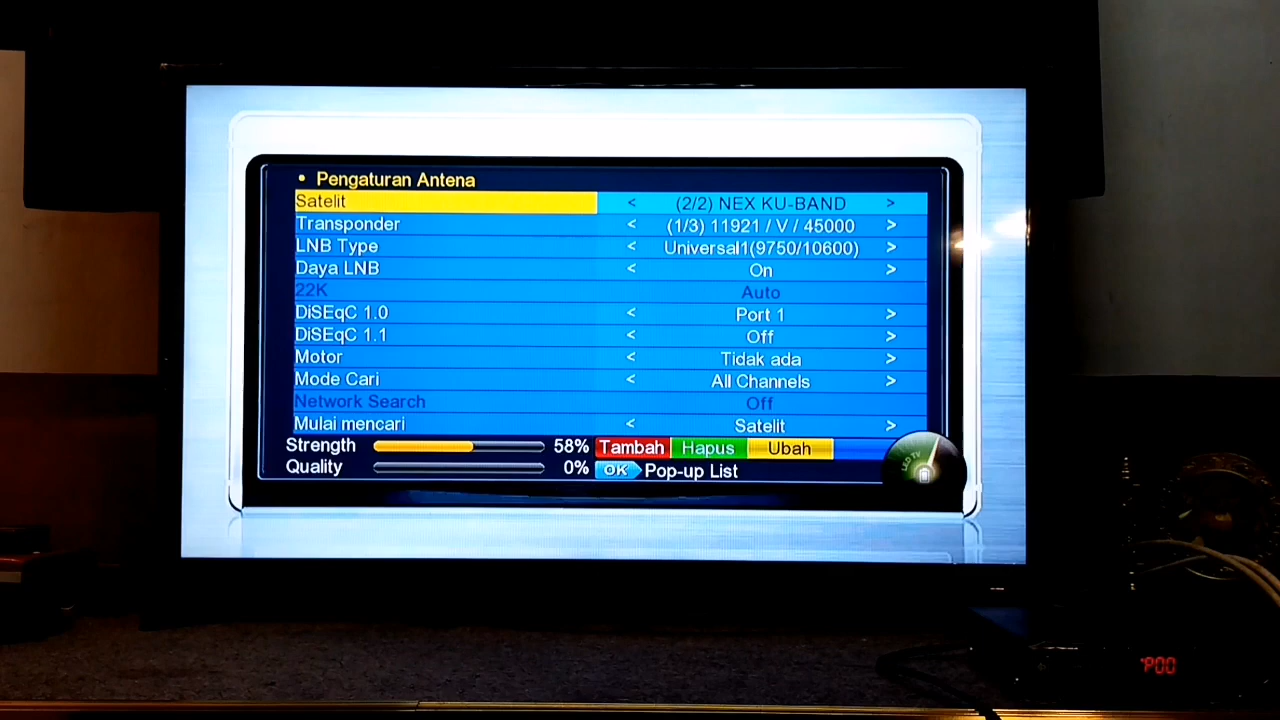 • Pengaturan Antena
Satelit < (2/2) NEX KU-BAND >
Transponder < (1/3) 11921 / V / 45000 >
LNB Type < Universal1(9750/10600) >
Daya LNB < On >
22K Auto
DiSEqC 1.0 < Port 1 >
DiSEqC 1.1 < Off >
Motor < Tidak ada >
Mode Cari < All Channels >
Network Search Off
Mulai mencari < Satelit >
Strength 58% Tambah Hapus Ubah
Quality 0% OK Pop-up List
LED TV
P00